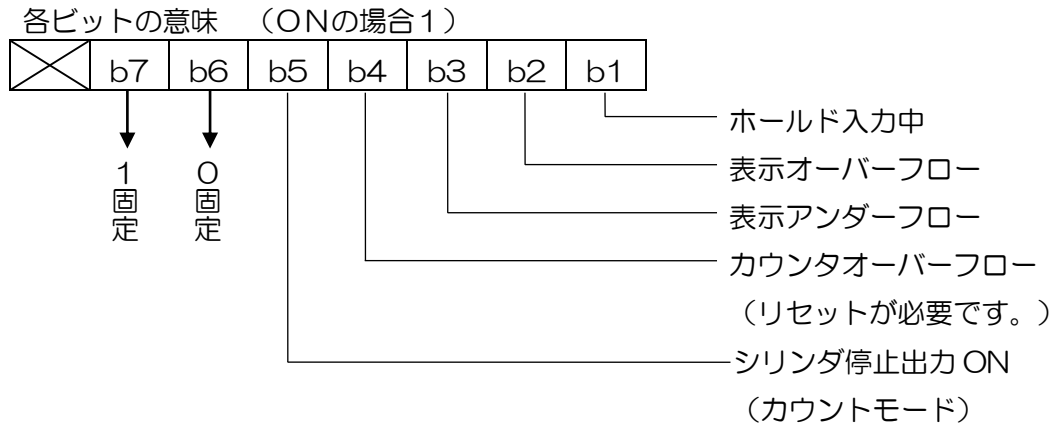 各ビットの意味　（ＯＮの場合１）
b7 b6 b5 b4 b3 b2 b1
ホールド入力中
表示オーバーフロー
1固定
0固定
表示アンダーフロー
カウンタオーバーフロー
（リセットが必要です。）
シリンダ停止出力 ON
（カウントモード）